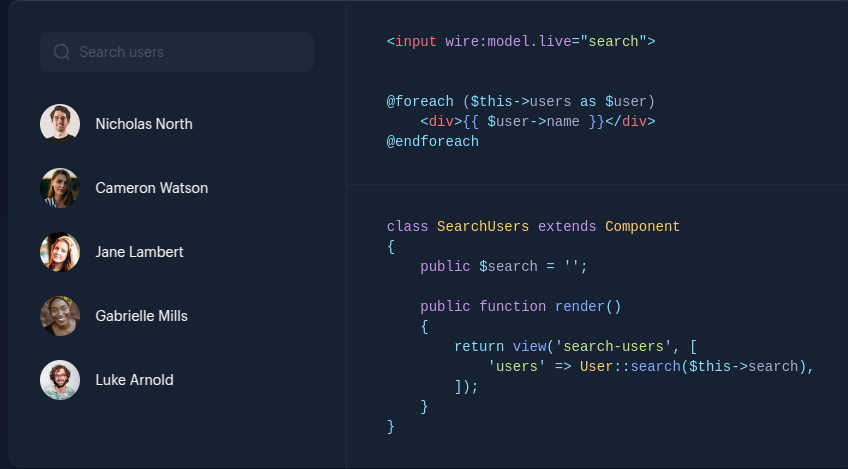 Search users
Nicholas North
Cameron Watson
Jane Lambert
Gabrielle Mills
Luke Arnold
<input wire:model.live="search">
@foreach ($this->users as $user)
    <div>{{ $user->name }}</div>
@endforeach
class SearchUsers extends Component
{
    public $search = '';
    public function render()
    {
        return view('search-users', [
            'users' => User::search($this->search),
        ]);
    }
}